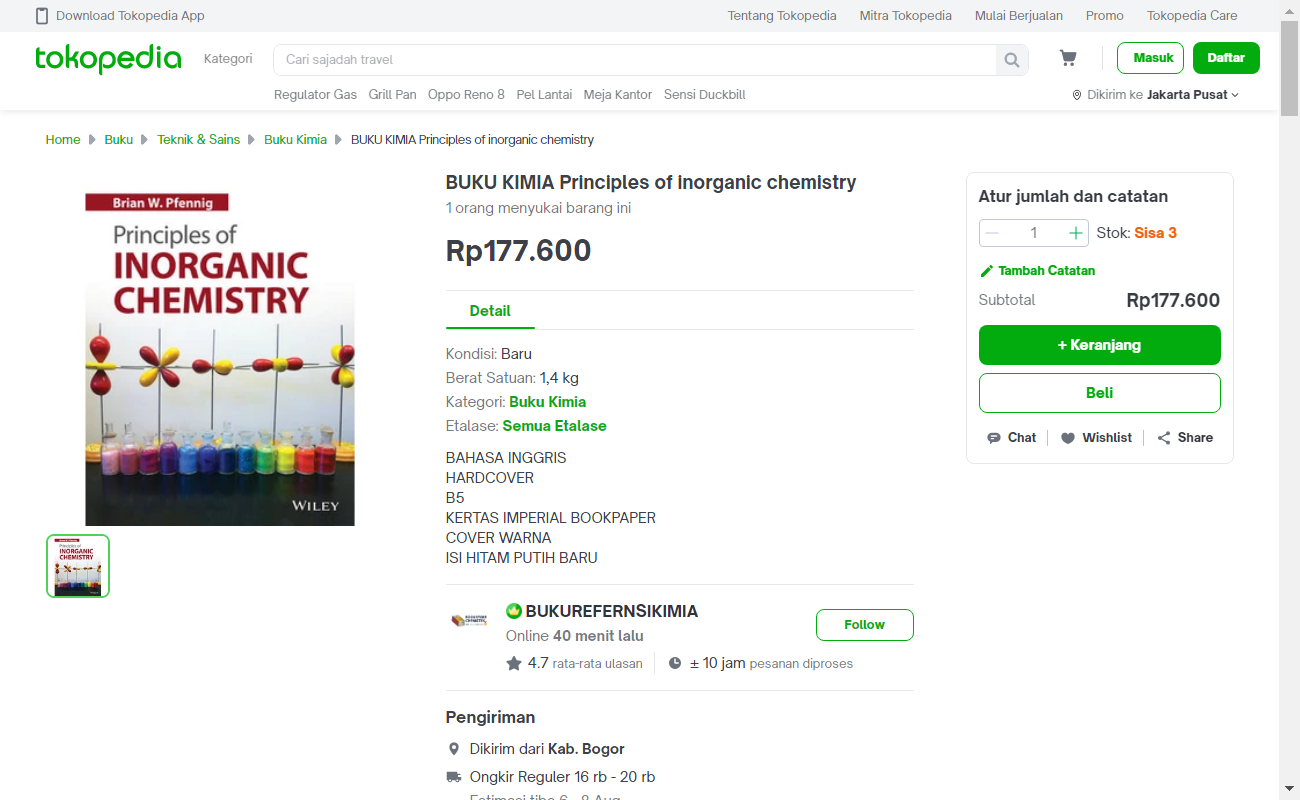 Download Tokopedia App
Tentang Tokopedia
Mitra Tokopedia
Mulai Berjualan
Promo
Tokopedia Care
tokopedia
Kategori
Cari sajadah travel
Masuk
Daftar
Regulator Gas
Grill Pan
Oppo Reno 8
Pel Lantai
Meja Kantor
Sensi Duckbill
Dikirim ke Jakarta Pusat
Home
Buku
Teknik & Sains
Buku Kimia
BUKU KIMIA Principles of inorganic chemistry
Brian W. Pfennig
Principles of
INORGANIC
CHEMISTRY
WILEY
INORGANIC
CHEMISTRY
BUKU KIMIA Principles of inorganic chemistry
1 orang menyukai barang ini
Rp177.600
Detail
Kondisi: Baru
Berat Satuan: 1,4 kg
Kategori: Buku Kimia
Etalase: Semua Etalase
BAHASA INGGRIS
HARDCOVER
B5
KERTAS IMPERIAL BOOKPAPER
COVER WARNA
ISI HITAM PUTIH BARU
BUKUREFERNSIKIMIA
Online 40 menit lalu
Follow
4.7 rata-rata ulasan
± 10 jam pesanan diproses
Pengiriman
Dikirim dari Kab. Bogor
Ongkir Reguler 16 rb - 20 rb
Estimasi tiba 6 - 8 Aug
Atur jumlah dan catatan
1
Stok: Sisa 3
Tambah Catatan
Subtotal
Rp177.600
+ Keranjang
Beli
Chat
Wishlist
Share